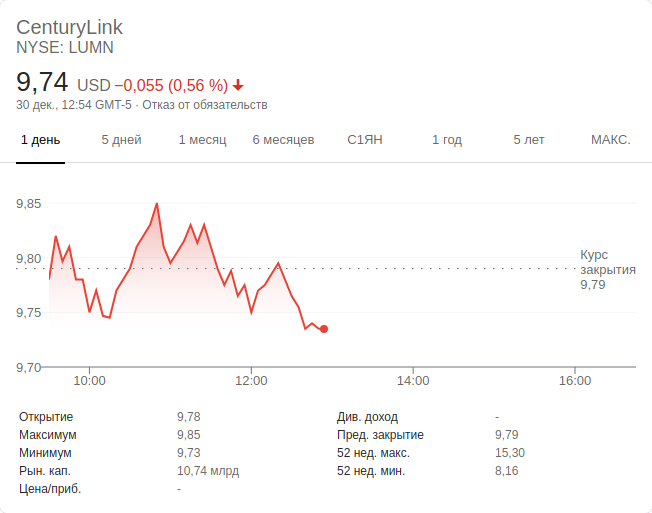 CenturyLink
NYSE: LUMN
9,74 USD −0,055 (0,56 %)
30 дек., 12:54 GMT-5 · Отказ от обязательств
1 день 5 дней 1 месяц 6 месяцев С1ЯН 1 год 5 лет МАКС.
9,85
9,80
9,75
9,70
Курс
закрытия
9,79
10:00 12:00 14:00 16:00
Открытие 9,78 Див. доход -
Максимум 9,85 Пред. закрытие 9,79
Минимум 9,73 52 нед. макс. 15,30
Рын. кап. 10,74 млрд 52 нед. мин. 8,16
Цена/приб. -